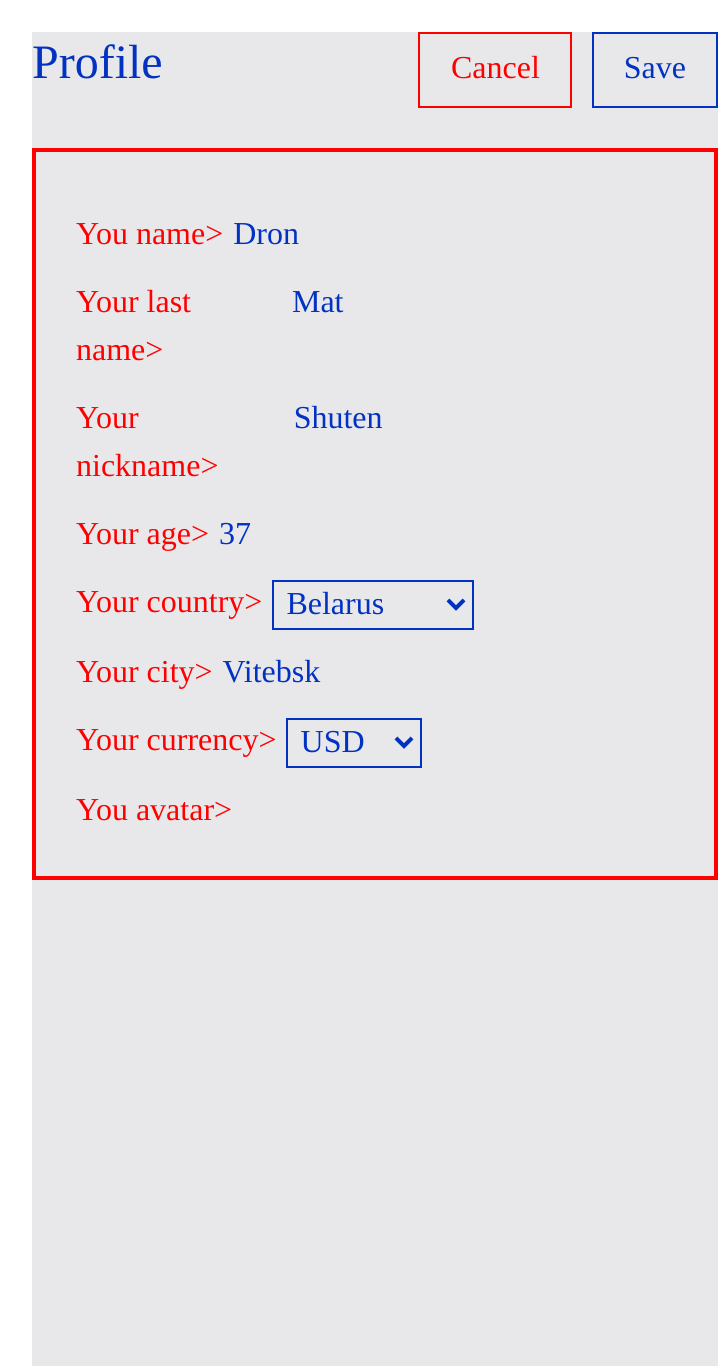 Profile Cancel Save
You name> Dron
Your last Mat
name>
Your Shuten
nickname>
Your age> 37
Your country> Belarus
Your city> Vitebsk
Your currency> USD
You avatar>